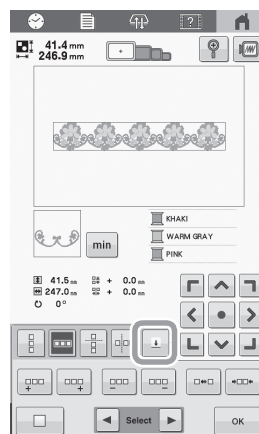 41.4 mm
246.9 mm
min
KHAKI
WARM GRAY
PINK
41.5 mm + 0.0 mm
247.0 mm + 0.0 mm
0°
Select
OK